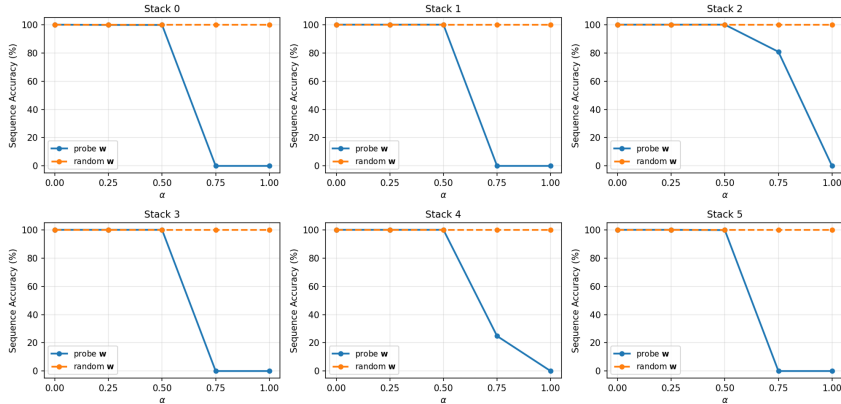 Stack 0
Sequence Accuracy (%)
100
80
60
40
20
0
probe w
random w
0.00 0.25 0.50 0.75 1.00
α
Stack 1
Sequence Accuracy (%)
100
80
60
40
20
0
probe w
random w
0.00 0.25 0.50 0.75 1.00
α
Stack 2
Sequence Accuracy (%)
100
80
60
40
20
0
probe w
random w
0.00 0.25 0.50 0.75 1.00
α
Stack 3
Sequence Accuracy (%)
100
80
60
40
20
0
probe w
random w
0.00 0.25 0.50 0.75 1.00
α
Stack 4
Sequence Accuracy (%)
100
80
60
40
20
0
probe w
random w
0.00 0.25 0.50 0.75 1.00
α
Stack 5
Sequence Accuracy (%)
100
80
60
40
20
0
probe w
random w
0.00 0.25 0.50 0.75 1.00
α